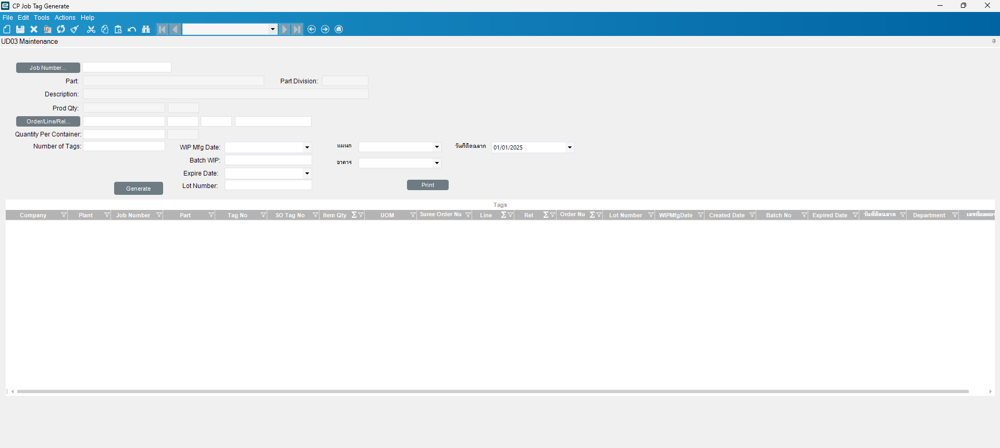 CP Job Tag Generate
File Edit Tools Actions Help
UD03 Maintenance
Job Number...
Part: Part Division:
Description:
Prod Qty:
Order/Line/Rel...
Quantity Per Container:
Number of Tags: WIP Mfg Date: แผนก วันที่ติดฉลาก 01/01/2025
Batch WIP: อาคาร
Expire Date:
Lot Number: Print
Generate
Tags
Company Plant Job Number Part Tag No SO Tag No Item Qty UOM Suree Order Nu Line Rel Order Nu Lot Number WIPMfgDate Created Date Batch No Expired Date วันที่ติดฉลาก Department